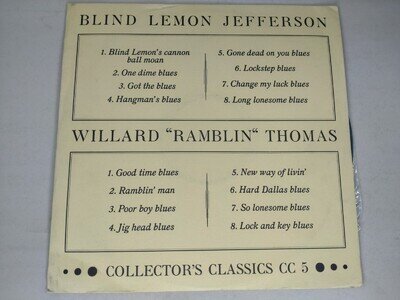 BLIND LEMON JEFFERSON
1. Blind Lemon's cannon
ball moan
2. One dime blues
3. Got the blues
4. Hangman's blues
5. Gone dead on you blues
6. Lockstep blues
7. Change my luck blues
8. Long lonesome blues
WILLARD "RAMBLIN" THOMAS
1. Good time blues
2. Ramblin' man
3. Poor boy blues
4. Jig head blues
5. New way of livin'
6. Hard Dallas blues
7. So lonesome blues
8. Lock and key blues
COLLECTOR'S CLASSICS CC 5